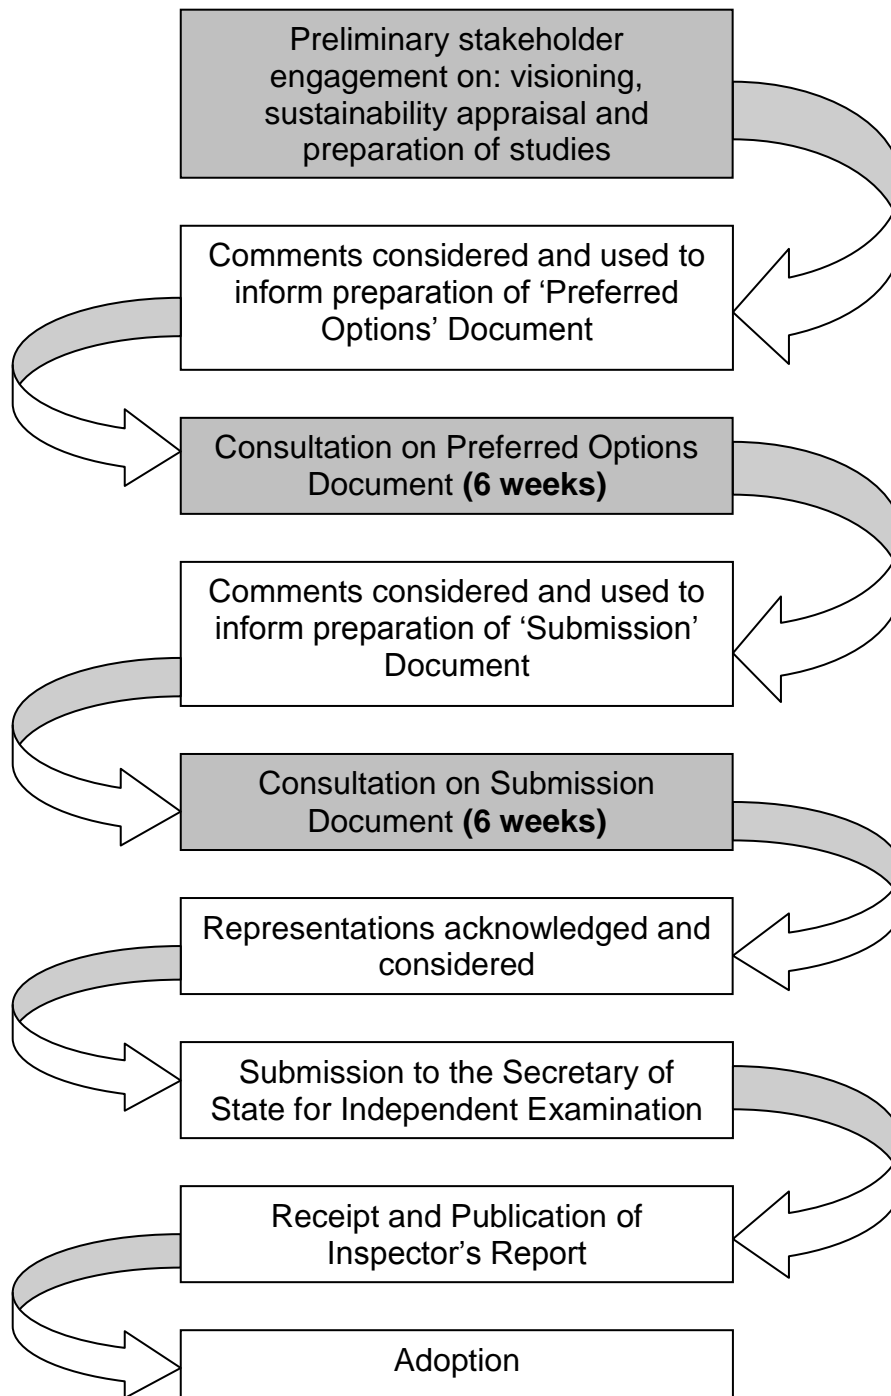 Preliminary stakeholder
engagement on: visioning,
sustainability appraisal and
preparation of studies
Comments considered and used to
inform preparation of ‘Preferred
Options’ Document
Consultation on Preferred Options
Document (6 weeks)
Comments considered and used to
inform preparation of ‘Submission’
Document
Consultation on Submission
Document (6 weeks)
Representations acknowledged and
considered
Submission to the Secretary of
State for Independent Examination
Receipt and Publication of
Inspector’s Report
Adoption